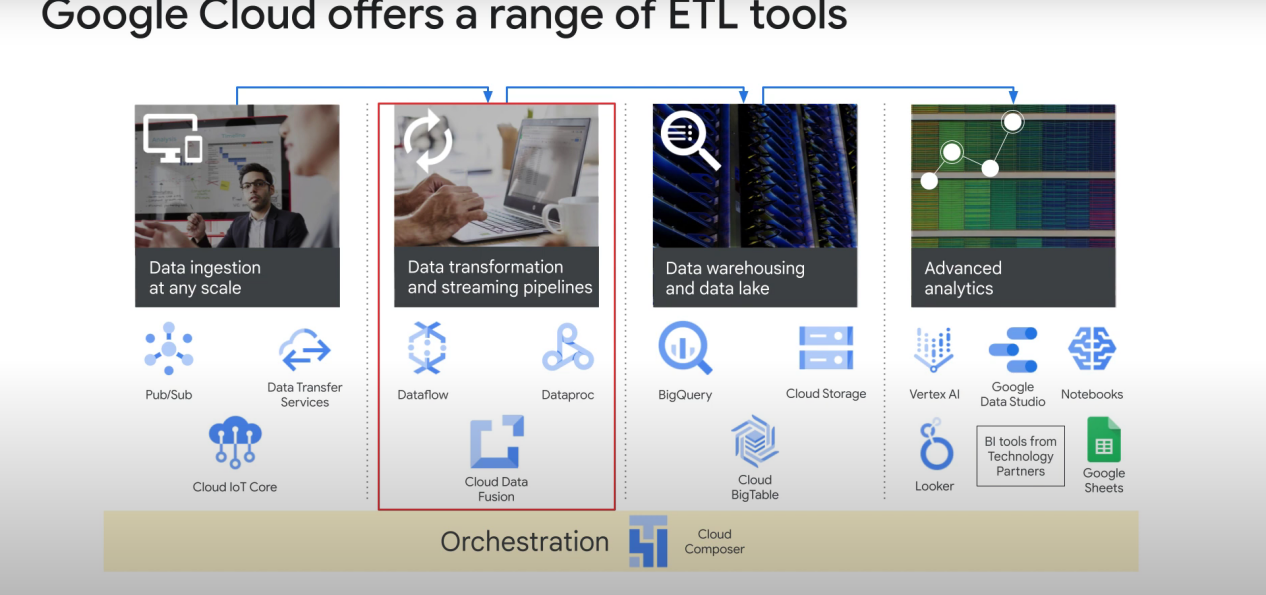 Google Cloud offers a range of ETL tools
Data ingestion
at any scale
Pub/Sub
Data Transfer
Services
Cloud IoT Core
Data transformation
and streaming pipelines
Dataflow
Dataproc
Cloud Data
Fusion
Data warehousing
and data lake
BigQuery
Cloud Storage
Cloud
BigTable
Advanced
analytics
Vertex AI
Google
Data Studio
Notebooks
Looker
BI tools from
Technology
Partners
Google
Sheets
Orchestration
Cloud
Composer